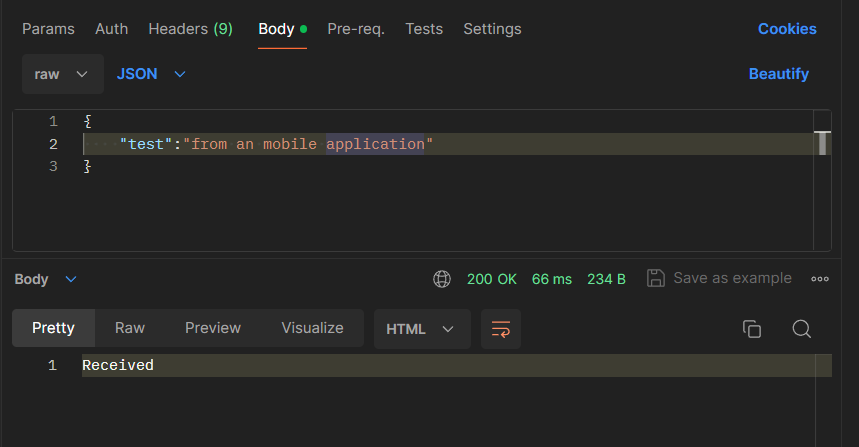 Params Auth Headers (9) Body Pre-req. Tests Settings Cookies
raw JSON Beautify
1 {
2 "test":"from an mobile application"
3 }
Body 200 OK 66 ms 234 B Save as example
Pretty Raw Preview Visualize HTML
1 Received